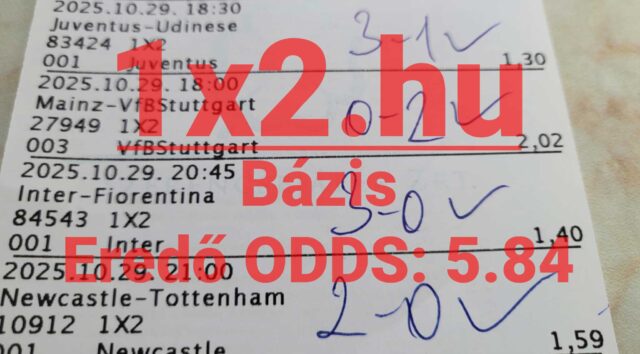 2025.10.29. 18:30
Juventus-Udinese
83424 1X2
3-1 ✓
001 Juventus 1,30
2025.10.29. 18:00
Mainz-VfBStuttgart
27949 1X2
0-2 ✓
003 VfBStuttgart 2,02
2025.10.29. 20:45
Inter-Fiorentina
84543 1X2
3-0 ✓
001 Inter 1,40
2025.10.29. 21:00
Newcastle-Tottenham
10912 1X2
2-0 ✓
001 Newcastle 1,59
1x2.hu
Bázis
Eredő ODDS: 5.84